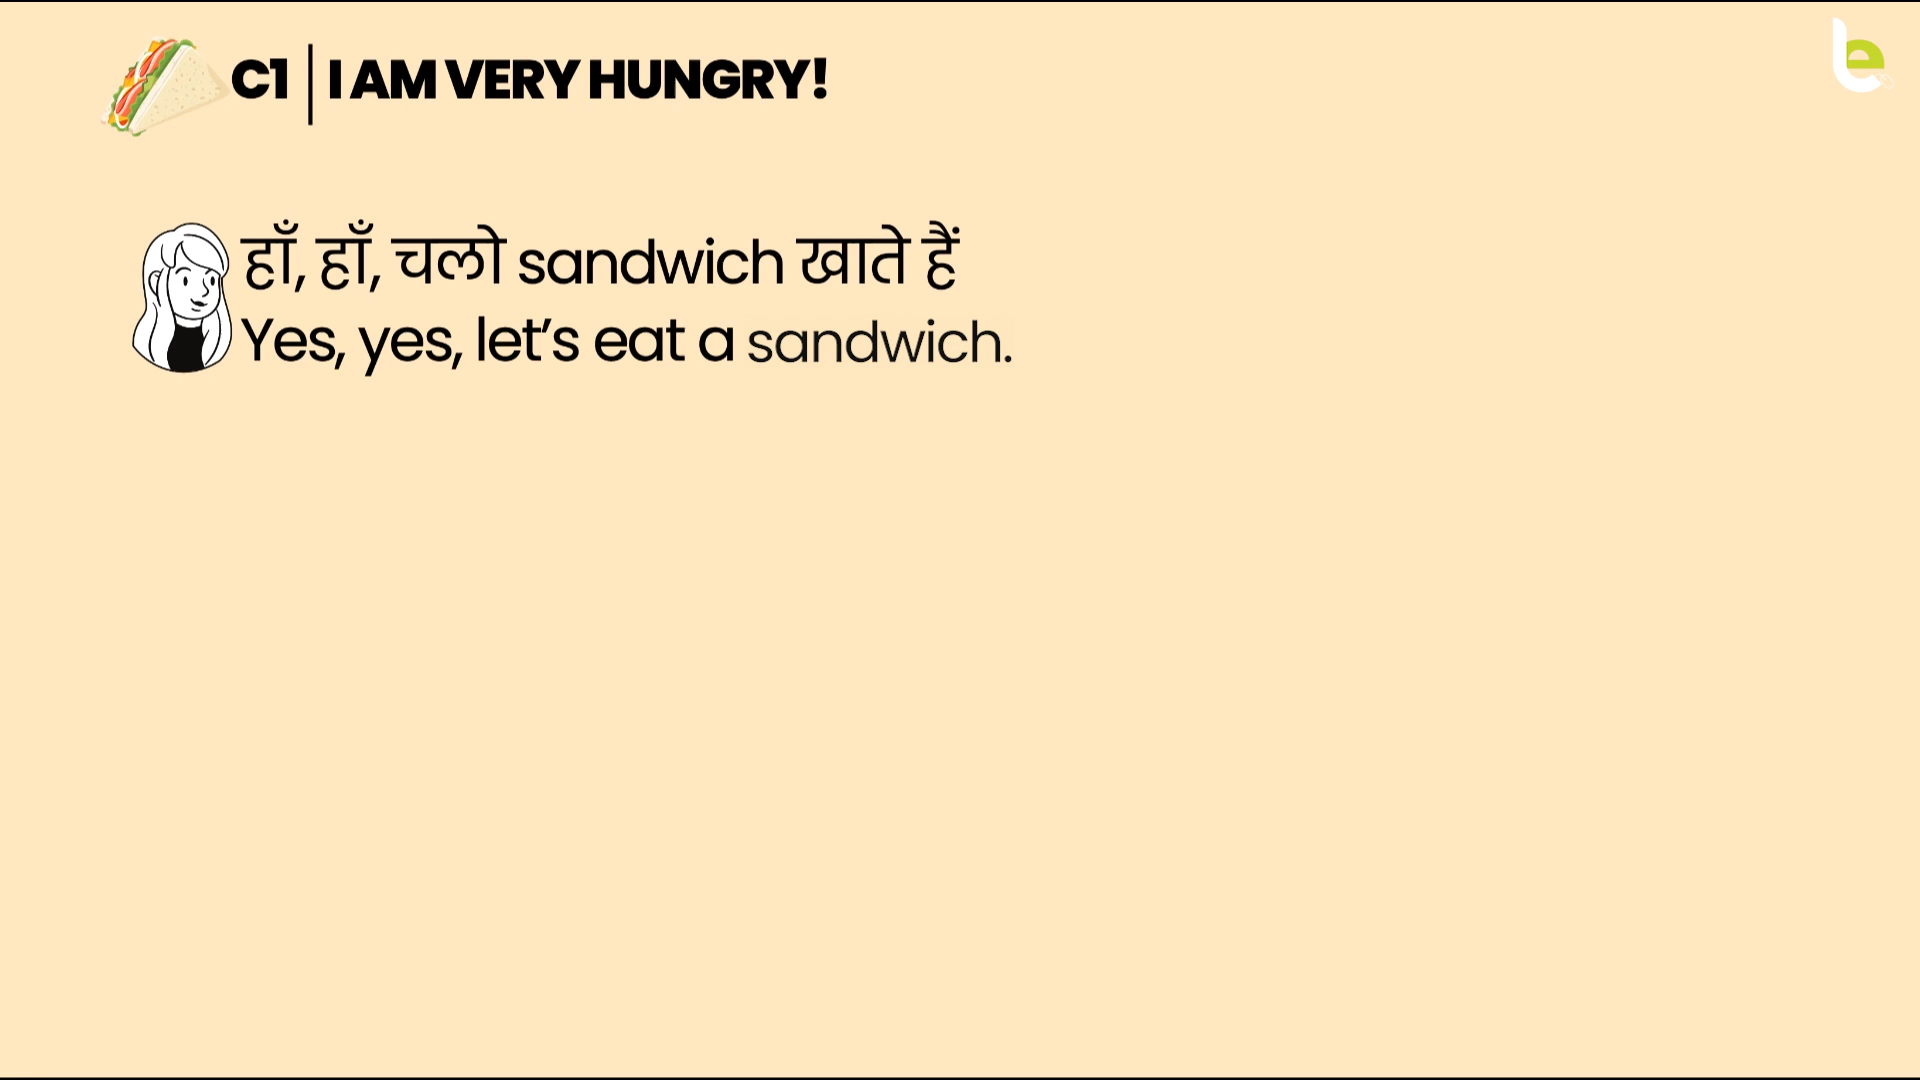 C1 | I AM VERY HUNGRY!
हाँ, हाँ, चलो sandwich खाते हैं
Yes, yes, let’s eat a sandwich.